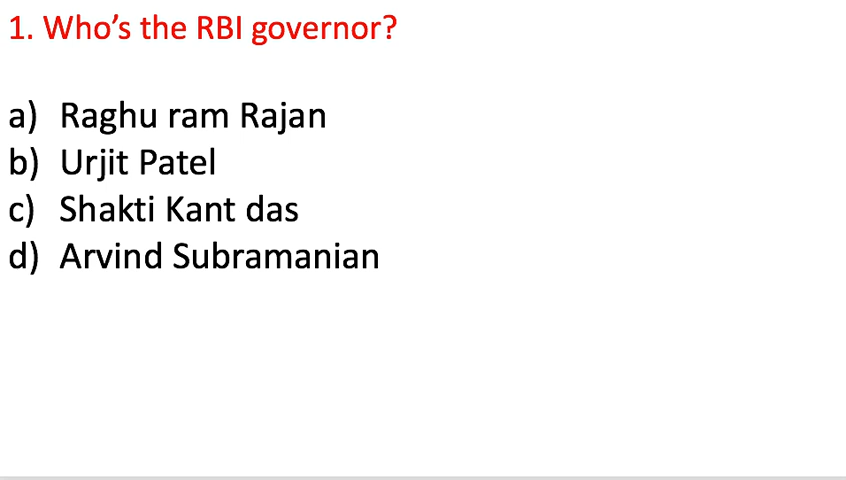 1. Who’s the RBI governor?
a) Raghu ram Rajan
b) Urjit Patel
c) Shakti Kant das
d) Arvind Subramanian